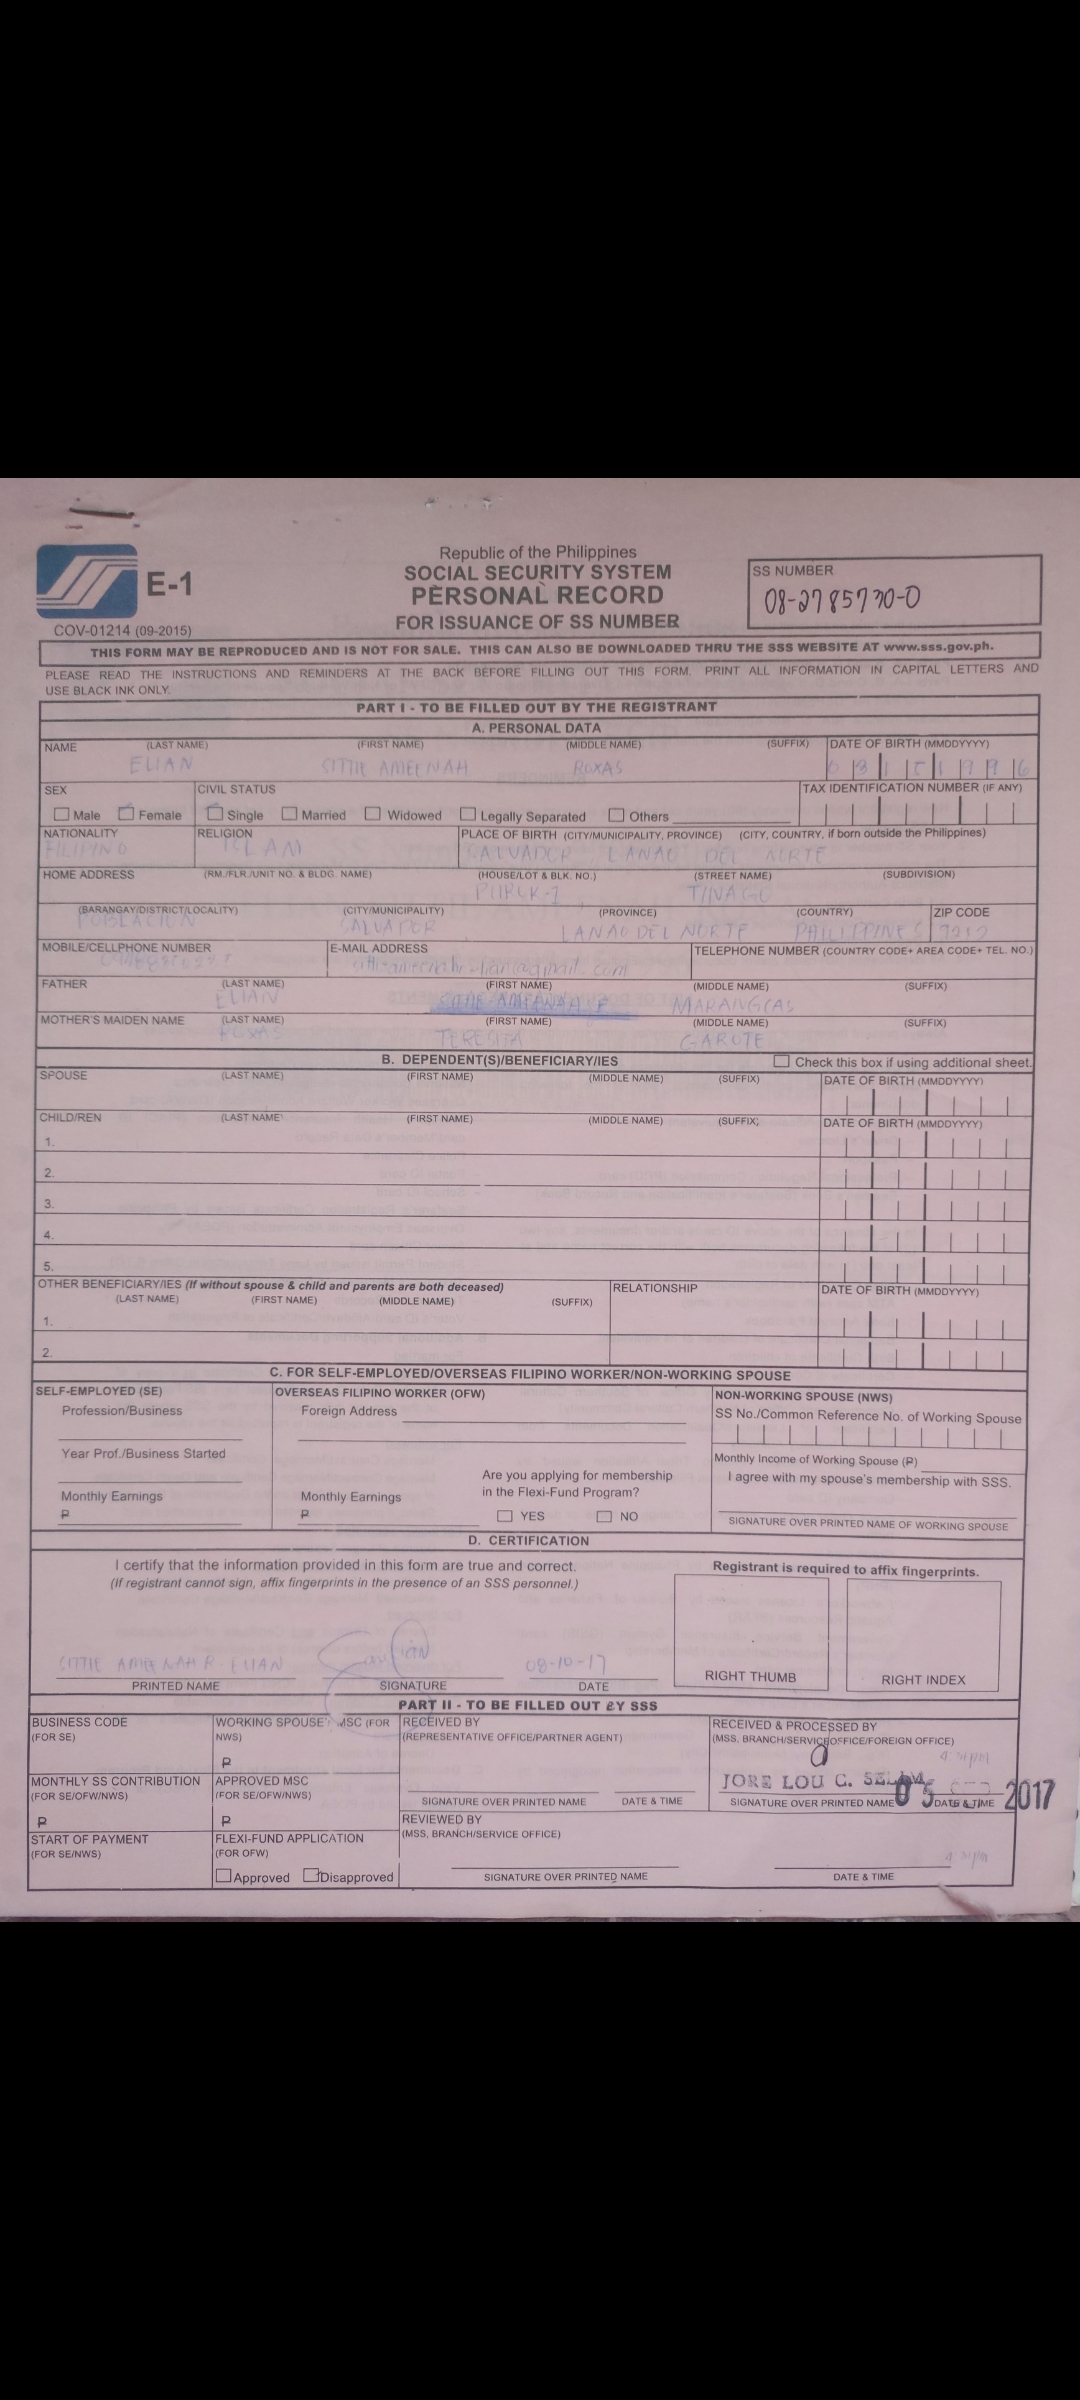 Republic of the Philippines
SOCIAL SECURITY SYSTEM
PERSONAL RECORD
FOR ISSUANCE OF SS NUMBER
E-1
COV-01214 (09-2015)
SS NUMBER
08-2785730-0
THIS FORM MAY BE REPRODUCED AND IS NOT FOR SALE. THIS CAN ALSO BE DOWNLOADED THRU THE SSS WEBSITE AT www.sss.gov.ph.
PLEASE READ THE INSTRUCTIONS AND REMINDERS AT THE BACK BEFORE FILLING OUT THIS FORM. PRINT ALL INFORMATION IN CAPITAL LETTERS AND
USE BLACK INK ONLY.
PART I - TO BE FILLED OUT BY THE REGISTRANT
A. PERSONAL DATA
NAME (LAST NAME) (FIRST NAME) (MIDDLE NAME) (SUFFIX) DATE OF BIRTH (MMDDYYYY)
ELIAN SITTIE AMEENAH ROXAS 0 3 1 5 1 9 9 6
SEX CIVIL STATUS TAX IDENTIFICATION NUMBER (IF ANY)
Male Female Single Married Widowed Legally Separated Others
NATIONALITY RELIGION PLACE OF BIRTH (CITY/MUNICIPALITY, PROVINCE) (CITY, COUNTRY, if born outside the Philippines)
FILIPINO ISLAM SALVADOR LANAO DEL NORTE
HOME ADDRESS (RM./FLR./UNIT NO. & BLDG. NAME) (HOUSE/LOT & BLK. NO.) (STREET NAME) (SUBDIVISION)
PURCK-1 TINAGO
(BARANGAY/DISTRICT/LOCALITY) (CITY/MUNICIPALITY) (PROVINCE) (COUNTRY) ZIP CODE
POBLACION SALVADOR LANAO DEL NORTE PHILIPPINES 9212
MOBILE/CELLPHONE NUMBER E-MAIL ADDRESS TELEPHONE NUMBER (COUNTRY CODE+ AREA CODE+ TEL. NO.)
FATHER (LAST NAME) (FIRST NAME) (MIDDLE NAME) (SUFFIX)
ELIAN MARANGCAS
MOTHER'S MAIDEN NAME (LAST NAME) (FIRST NAME) (MIDDLE NAME) (SUFFIX)
ROXAS TERESITA GAROTE
B. DEPENDENT(S)/BENEFICIARY/IES Check this box if using additional sheet.
SPOUSE (LAST NAME) (FIRST NAME) (MIDDLE NAME) (SUFFIX) DATE OF BIRTH (MMDDYYYY)
CHILD/REN (LAST NAME) (FIRST NAME) (MIDDLE NAME) (SUFFIX) DATE OF BIRTH (MMDDYYYY)
1.
2.
3.
4.
5.
OTHER BENEFICIARY/IES (If without spouse & child and parents are both deceased) RELATIONSHIP DATE OF BIRTH (MMDDYYYY)
(LAST NAME) (FIRST NAME) (MIDDLE NAME) (SUFFIX)
1.
2.
C. FOR SELF-EMPLOYED/OVERSEAS FILIPINO WORKER/NON-WORKING SPOUSE
SELF-EMPLOYED (SE) OVERSEAS FILIPINO WORKER (OFW) NON-WORKING SPOUSE (NWS)
Profession/Business Foreign Address SS No./Common Reference No. of Working Spouse
Year Prof./Business Started Monthly Income of Working Spouse (₱)
Are you applying for membership I agree with my spouse's membership with SSS.
in the Flexi-Fund Program?
Monthly Earnings Monthly Earnings
₱ ₱ YES NO SIGNATURE OVER PRINTED NAME OF WORKING SPOUSE
D. CERTIFICATION
I certify that the information provided in this form are true and correct. Registrant is required to affix fingerprints.
(If registrant cannot sign, affix fingerprints in the presence of an SSS personnel.)
SITTIE AMEENAH R. ELIAN 08-10-17
PRINTED NAME SIGNATURE DATE RIGHT THUMB RIGHT INDEX
PART II - TO BE FILLED OUT BY SSS
BUSINESS CODE WORKING SPOUSE'S MSC (FOR RECEIVED BY RECEIVED & PROCESSED BY
(FOR SE) NWS) (REPRESENTATIVE OFFICE/PARTNER AGENT) (MSS, BRANCH/SERVICE OFFICE/FOREIGN OFFICE)
₱
MONTHLY SS CONTRIBUTION APPROVED MSC JORE LOU C. 05 SEP 2017
(FOR SE/OFW/NWS) (FOR SE/OFW/NWS) SIGNATURE OVER PRINTED NAME DATE & TIME SIGNATURE OVER PRINTED NAME DATE & TIME
₱ ₱ REVIEWED BY
START OF PAYMENT FLEXI-FUND APPLICATION (MSS, BRANCH/SERVICE OFFICE)
(FOR SE/NWS) (FOR OFW)
Approved Disapproved SIGNATURE OVER PRINTED NAME DATE & TIME